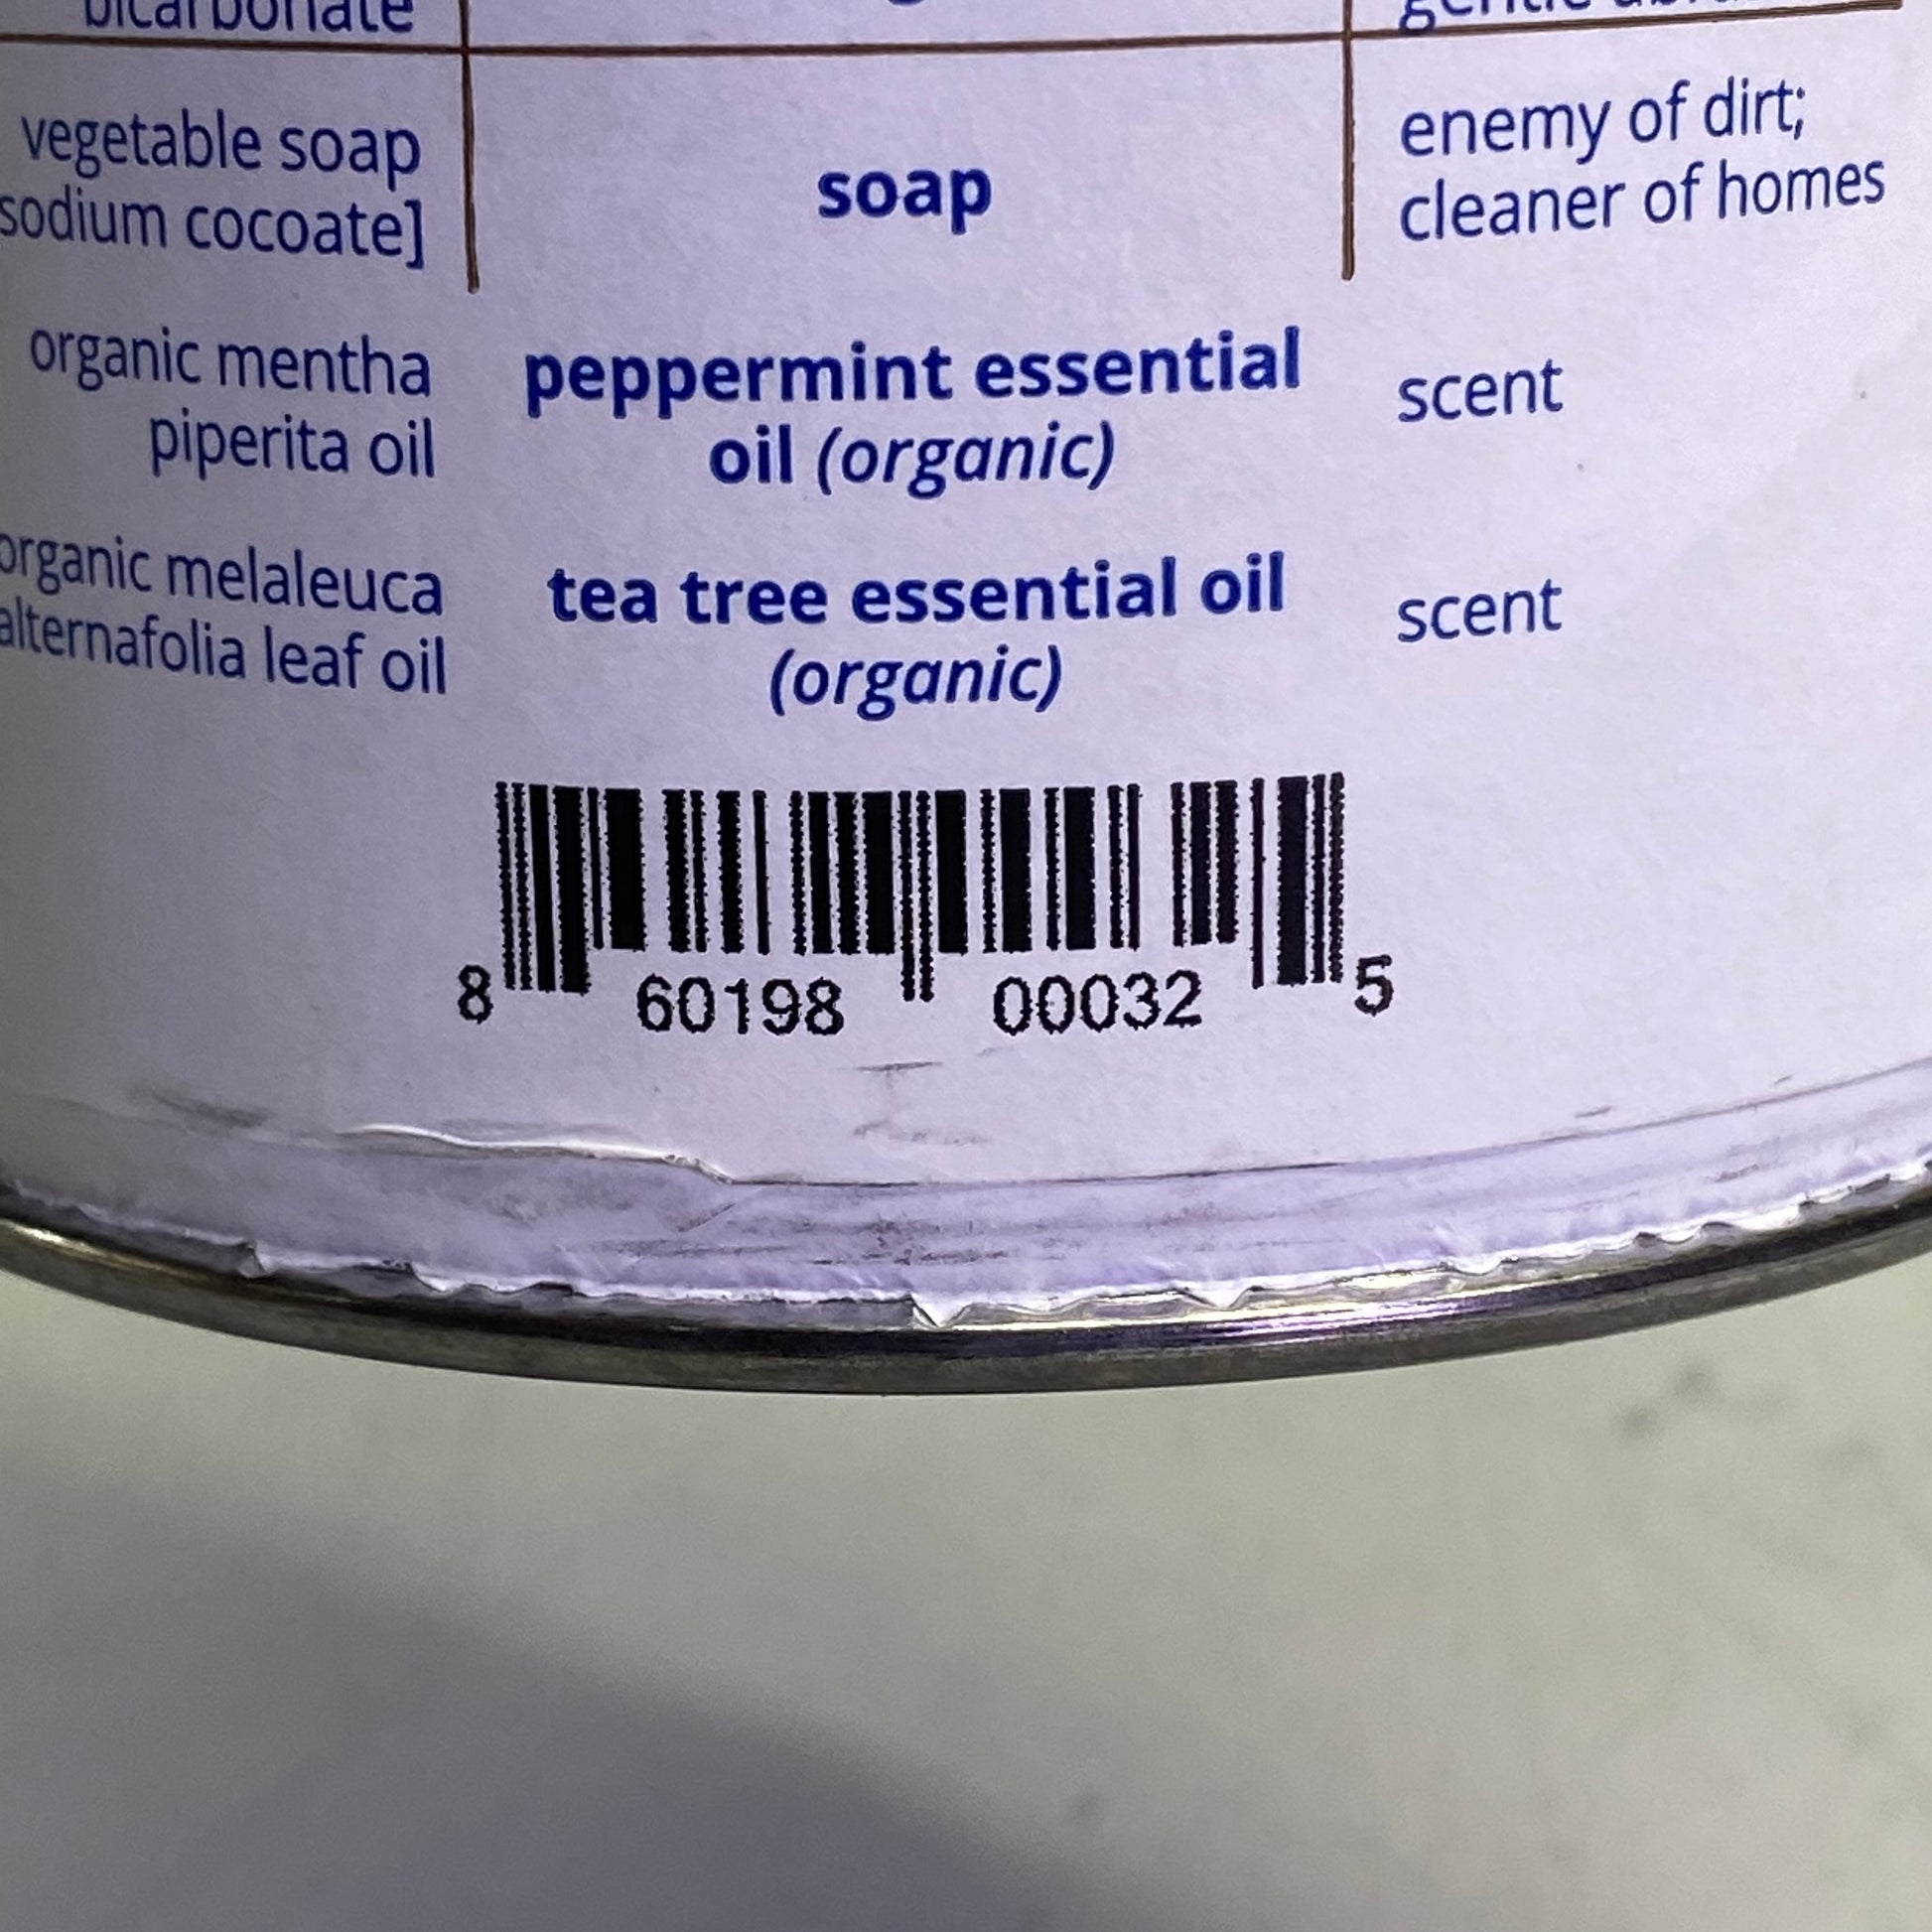 bicarbonate
vegetable soap
sodium cocoate]
soap
enemy of dirt;
cleaner of homes
organic mentha
piperita oil
peppermint essential
oil (organic)
scent
organic melaleuca
alternafolia leaf oil
tea tree essential oil
(organic)
scent
8 60198 00032 5